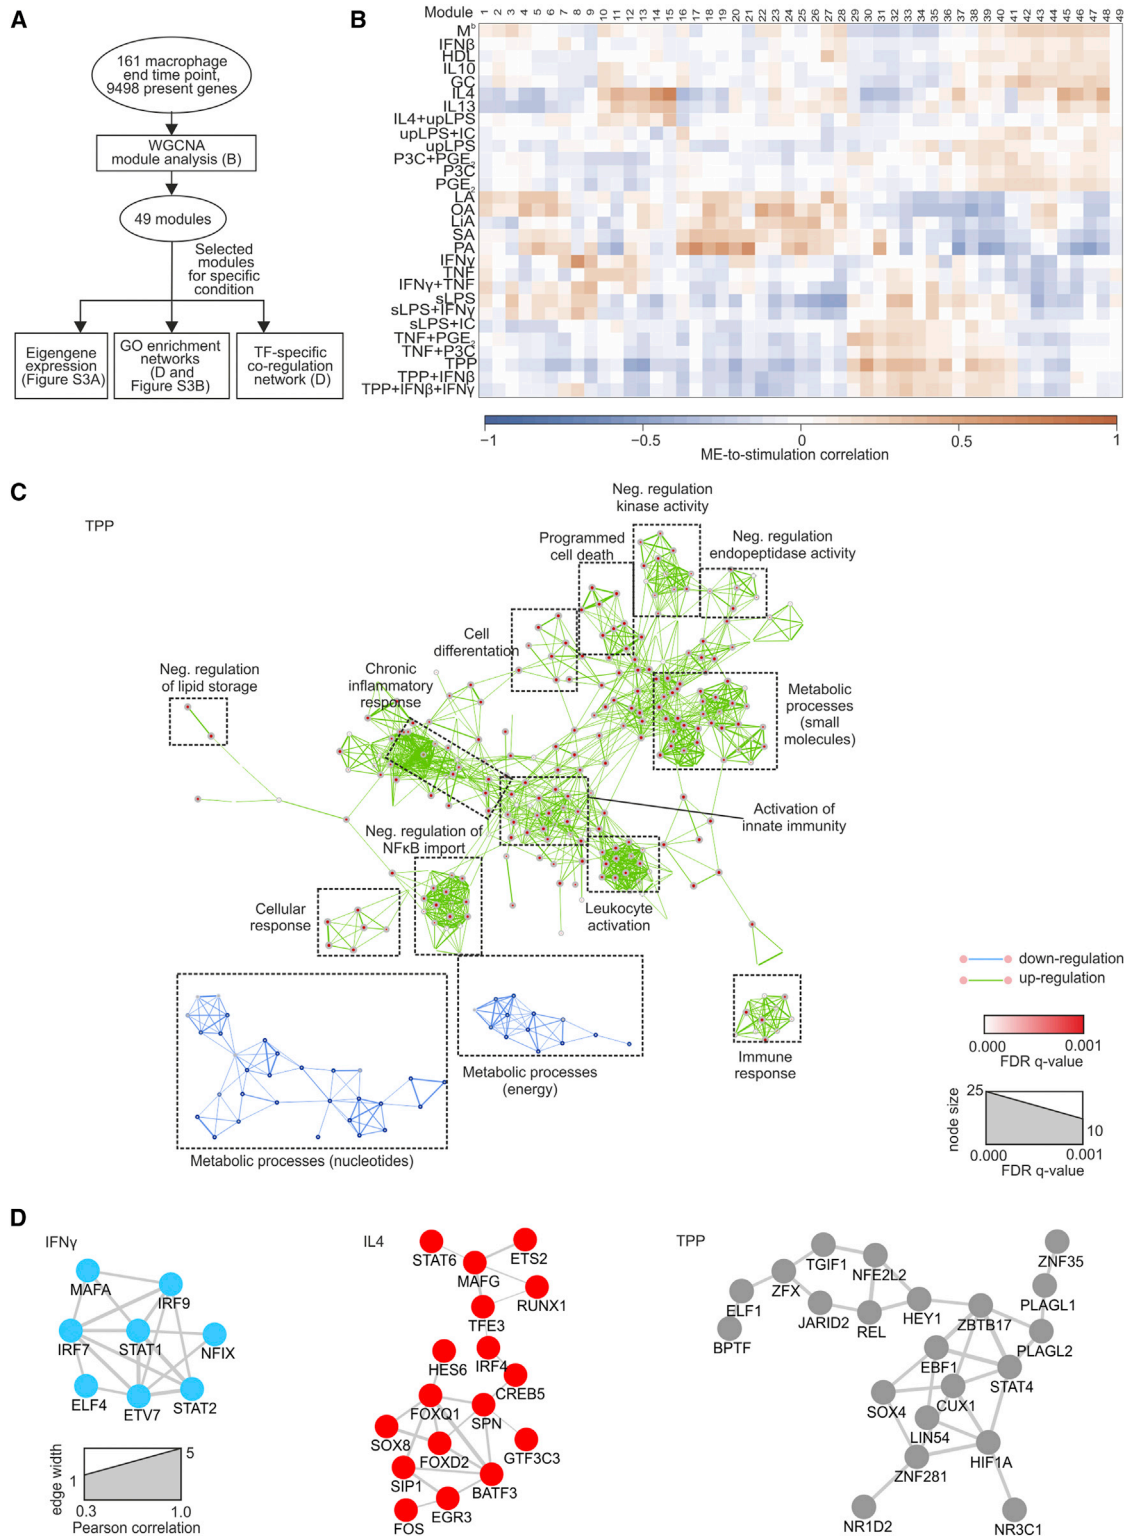 A
161 macrophage
end time point,
9498 present genes
WGCNA
module analysis (B)
49 modules
Selected
modules
for specific
condition
Eigengene
expression
(Figure S3A)
GO enrichment
networks
(D and
Figure S3B)
TF-specific
co-regulation
network (D)
B
Module 1 2 3 4 5 6 7 8 9 10 11 12 13 14 15 16 17 18 19 20 21 22 23 24 25 26 27 28 29 30 31 32 33 34 35 36 37 38 39 40 41 42 43 44 45 46 47 48 49
Mᵇ
IFNβ
HDL
IL10
GC
IL4
IL13
IL4+upLPS
upLPS+IC
upLPS
P3C+PGE₂
P3C
PGE₂
LA
OA
LiA
SA
PA
IFNγ
TNF
IFNγ+TNF
sLPS
sLPS+IFNγ
sLPS+IC
TNF+PGE₂
TNF+P3C
TPP
TPP+IFNβ
TPP+IFNβ+IFNγ
−1 −0.5 0 0.5 1
ME-to-stimulation correlation
C
TPP
Neg. regulation
kinase activity
Programmed
cell death
Neg. regulation
endopeptidase activity
Cell
differentation
Neg. regulation
of lipid storage
Chronic
inflammatory
response
Metabolic
processes
(small
molecules)
Activation of
innate immunity
Neg. regulation of
NFκB import
Cellular
response
Leukocyte
activation
Immune
response
Metabolic processes
(energy)
Metabolic processes (nucleotides)
down-regulation
up-regulation
0.000 0.001
FDR q-value
25
node size
10
0.000 0.001
FDR q-value
D
IFNγ
MAFA
IRF9
IRF7
STAT1
NFIX
ELF4
ETV7
STAT2
edge width
1
5
0.3 1.0
Pearson correlation
IL4
STAT6
ETS2
MAFG
RUNX1
TFE3
HES6
IRF4
CREB5
FOXQ1
SPN
SOX8
FOXD2
GTF3C3
SIP1
BATF3
FOS
EGR3
TPP
TGIF1
NFE2L2
ZNF35
ZFX
ELF1
JARID2
REL
HEY1
ZBTB17
PLAGL1
BPTF
PLAGL2
EBF1
STAT4
SOX4
CUX1
LIN54
ZNF281
HIF1A
NR1D2
NR3C1